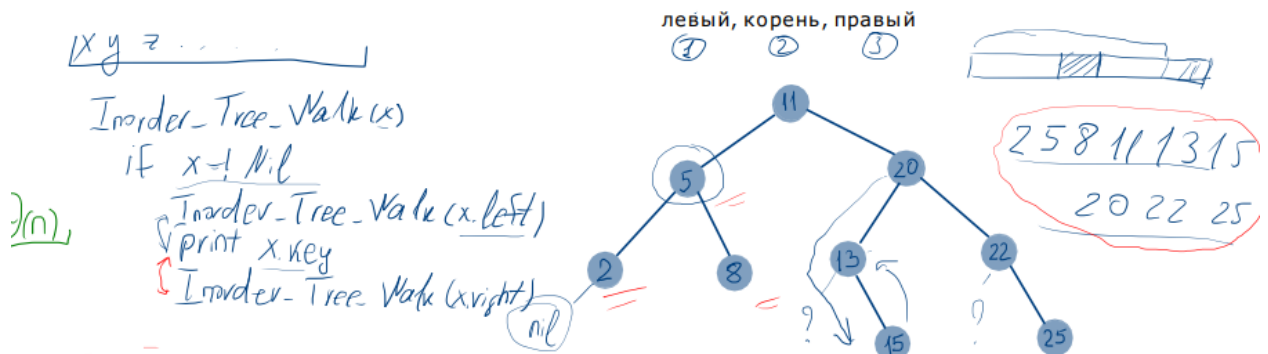 левый, корень, правый
1 2 3
x y z . . . . . .
Inorder_Tree_Walk(x)
if x =! Nil
Inorder_Tree_Walk(x.left)
print x.key
Inorder_Tree_Walk(x.right)
(n),
nil
11
5 20
2 8 13 22
? 15 ? 25
2 5 8 11 13 15
20 22 25